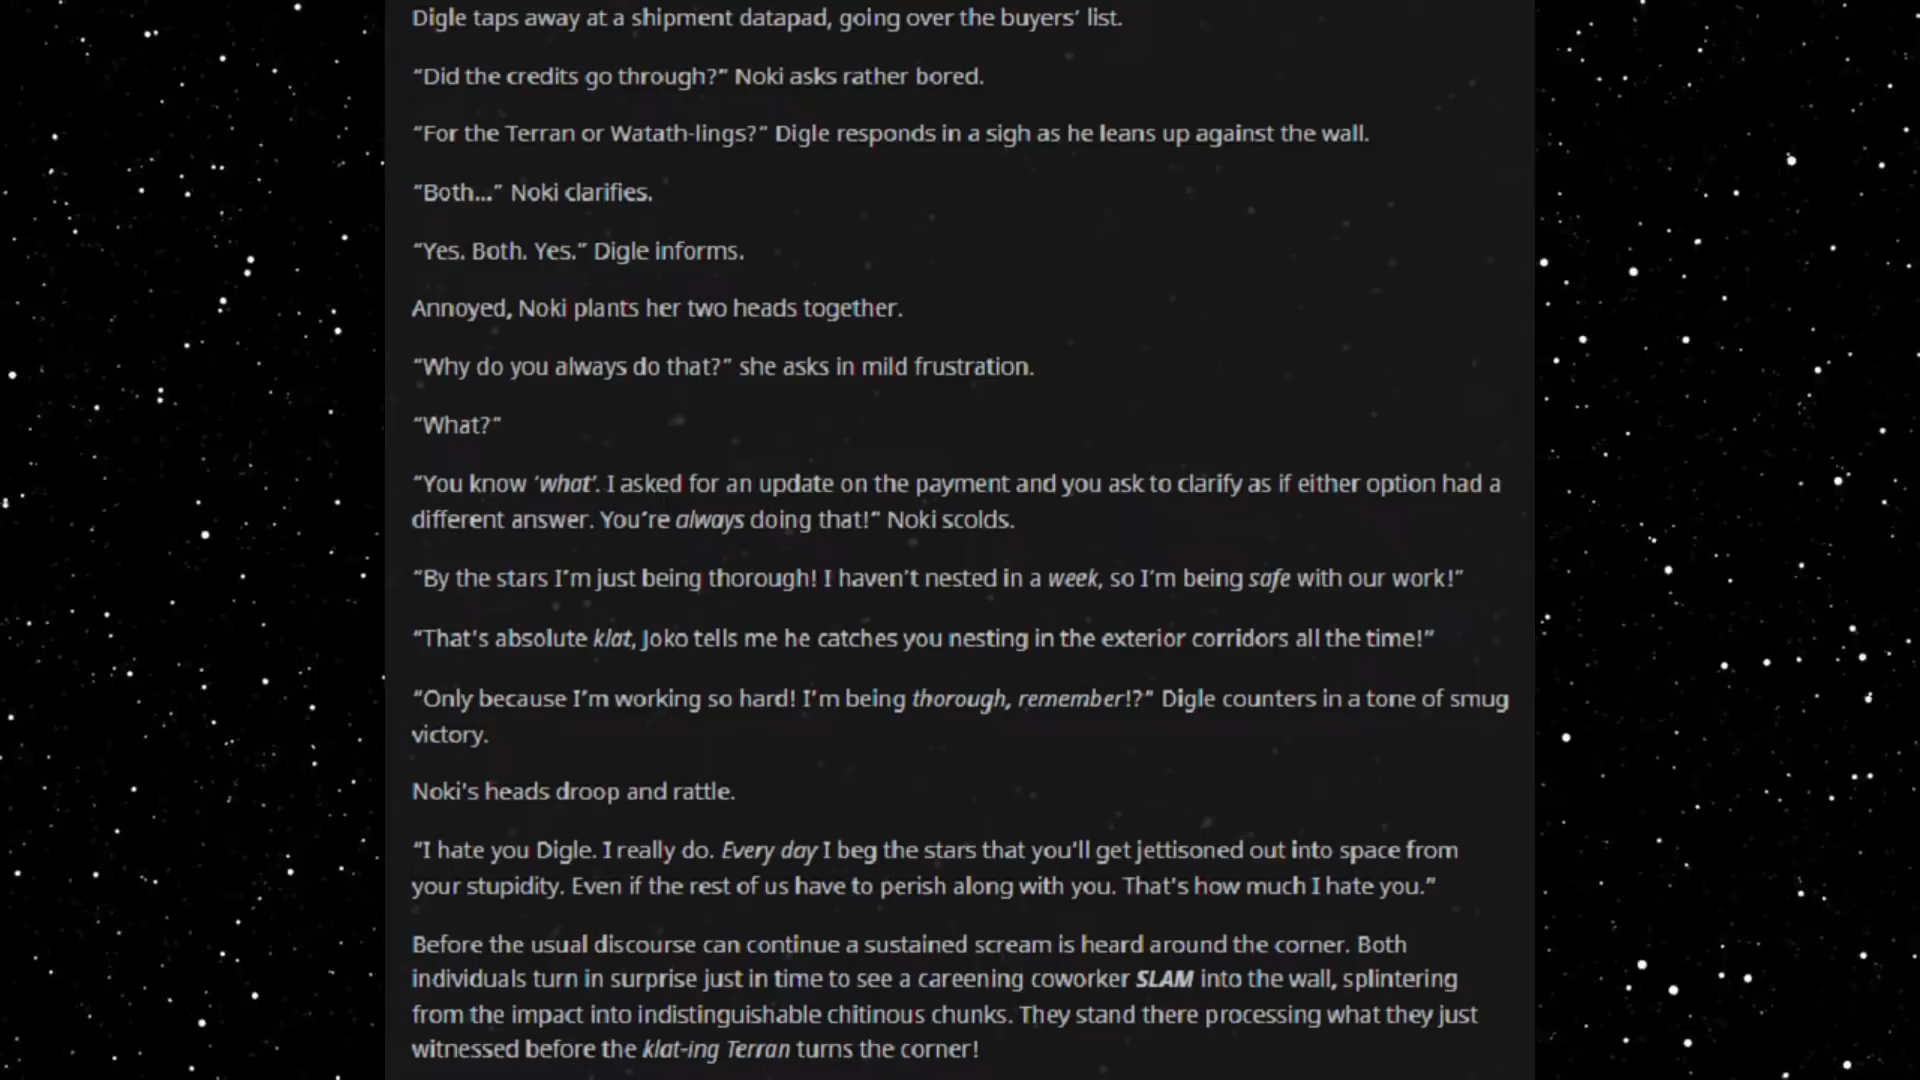 Digle taps away at a shipment datapad, going over the buyers’ list.
“Did the credits go through?” Noki asks rather bored.
“For the Terran or Watath-lings?” Digle responds in a sigh as he leans up against the wall.
“Both...” Noki clarifies.
“Yes. Both. Yes.” Digle informs.
Annoyed, Noki plants her two heads together.
“Why do you always do that?” she asks in mild frustration.
“What?”
“You know ‘what’. I asked for an update on the payment and you ask to clarify as if either option had a
different answer. You’re always doing that!” Noki scolds.
“By the stars I’m just being thorough! I haven’t nested in a week, so I’m being safe with our work!”
“That’s absolute klat, Joko tells me he catches you nesting in the exterior corridors all the time!”
“Only because I’m working so hard! I’m being thorough, remember!?” Digle counters in a tone of smug
victory.
Noki’s heads droop and rattle.
“I hate you Digle. I really do. Every day I beg the stars that you’ll get jettisoned out into space from
your stupidity. Even if the rest of us have to perish along with you. That’s how much I hate you.”
Before the usual discourse can continue a sustained scream is heard around the corner. Both
individuals turn in surprise just in time to see a careening coworker SLAM into the wall, splintering
from the impact into indistinguishable chitinous chunks. They stand there processing what they just
witnessed before the klat-ing Terran turns the corner!